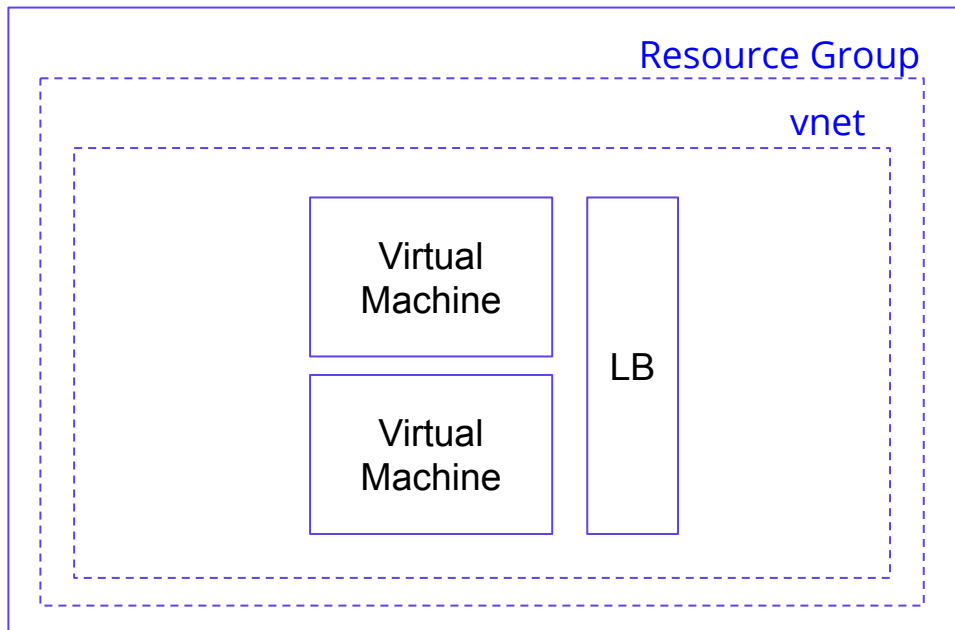 Resource Group
vnet
Virtual
Machine
LB
Virtual
Machine